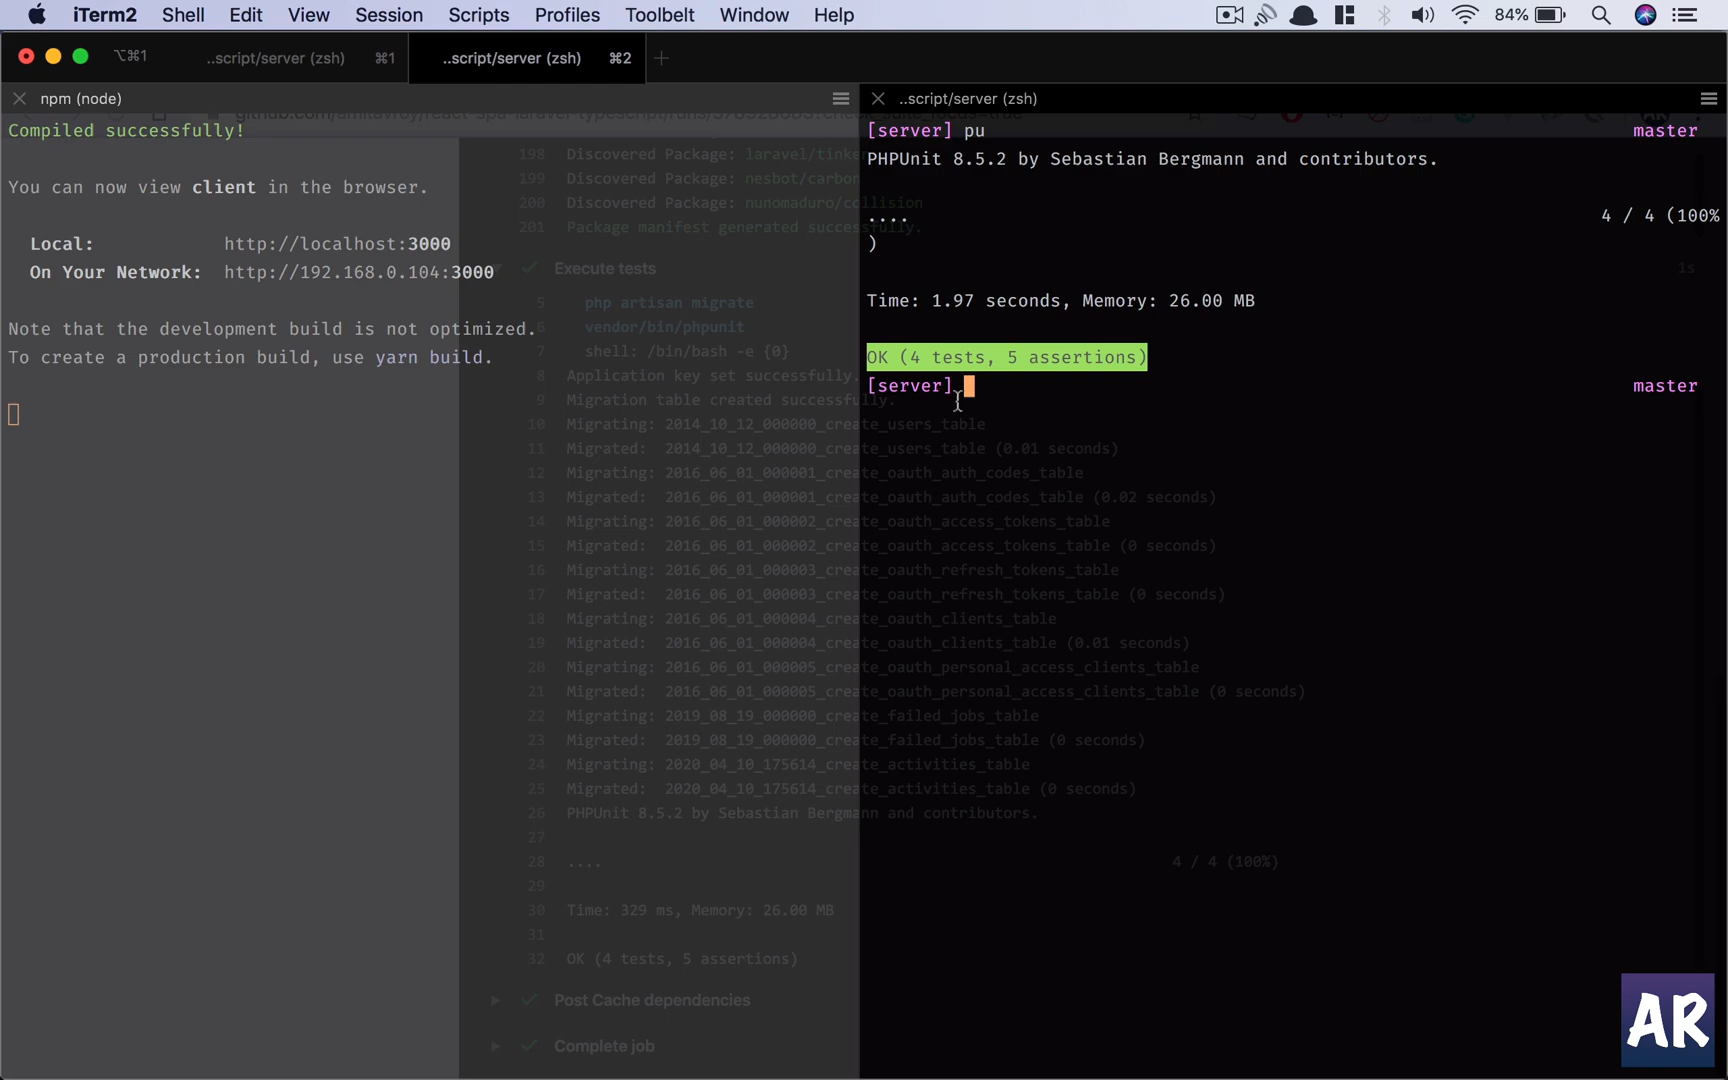 iTerm2 Shell Edit View Session Scripts Profiles Toolbelt Window Help 84%
⌥⌘1 ..script/server (zsh) ⌘1 ..script/server (zsh) ⌘2 +
npm (node)
Compiled successfully!
You can now view client in the browser.
Local: http://localhost:3000
On Your Network: http://192.168.0.104:3000
Note that the development build is not optimized.
To create a production build, use yarn build.
198 Discovered Package: laravel/tinker
199 Discovered Package: nesbot/carbon
200 Discovered Package: nunomaduro/collision
201 Package manifest generated successfully.
Execute tests
1s
5 php artisan migrate
6 vendor/bin/phpunit
7 shell: /bin/bash -e {0}
8 Application key set successfully.
9 Migration table created successfully.
10 Migrating: 2014_10_12_000000_create_users_table
11 Migrated: 2014_10_12_000000_create_users_table (0.01 seconds)
12 Migrating: 2016_06_01_000001_create_oauth_auth_codes_table
13 Migrated: 2016_06_01_000001_create_oauth_auth_codes_table (0.02 seconds)
14 Migrating: 2016_06_01_000002_create_oauth_access_tokens_table
15 Migrated: 2016_06_01_000002_create_oauth_access_tokens_table (0 seconds)
16 Migrating: 2016_06_01_000003_create_oauth_refresh_tokens_table
17 Migrated: 2016_06_01_000003_create_oauth_refresh_tokens_table (0 seconds)
18 Migrating: 2016_06_01_000004_create_oauth_clients_table
19 Migrated: 2016_06_01_000004_create_oauth_clients_table (0.01 seconds)
20 Migrating: 2016_06_01_000005_create_oauth_personal_access_clients_table
21 Migrated: 2016_06_01_000005_create_oauth_personal_access_clients_table (0 seconds)
22 Migrating: 2019_08_19_000000_create_failed_jobs_table
23 Migrated: 2019_08_19_000000_create_failed_jobs_table (0 seconds)
24 Migrating: 2020_04_10_175614_create_activities_table
25 Migrated: 2020_04_10_175614_create_activities_table (0 seconds)
26 PHPUnit 8.5.2 by Sebastian Bergmann and contributors.
27
28 .... 4 / 4 (100%)
29
30 Time: 329 ms, Memory: 26.00 MB
31
32 OK (4 tests, 5 assertions)
Post Cache dependencies
Complete job
..script/server (zsh)
[server] pu master
PHPUnit 8.5.2 by Sebastian Bergmann and contributors.
.... 4 / 4 (100%
)
Time: 1.97 seconds, Memory: 26.00 MB
OK (4 tests, 5 assertions)
[server] master
AR